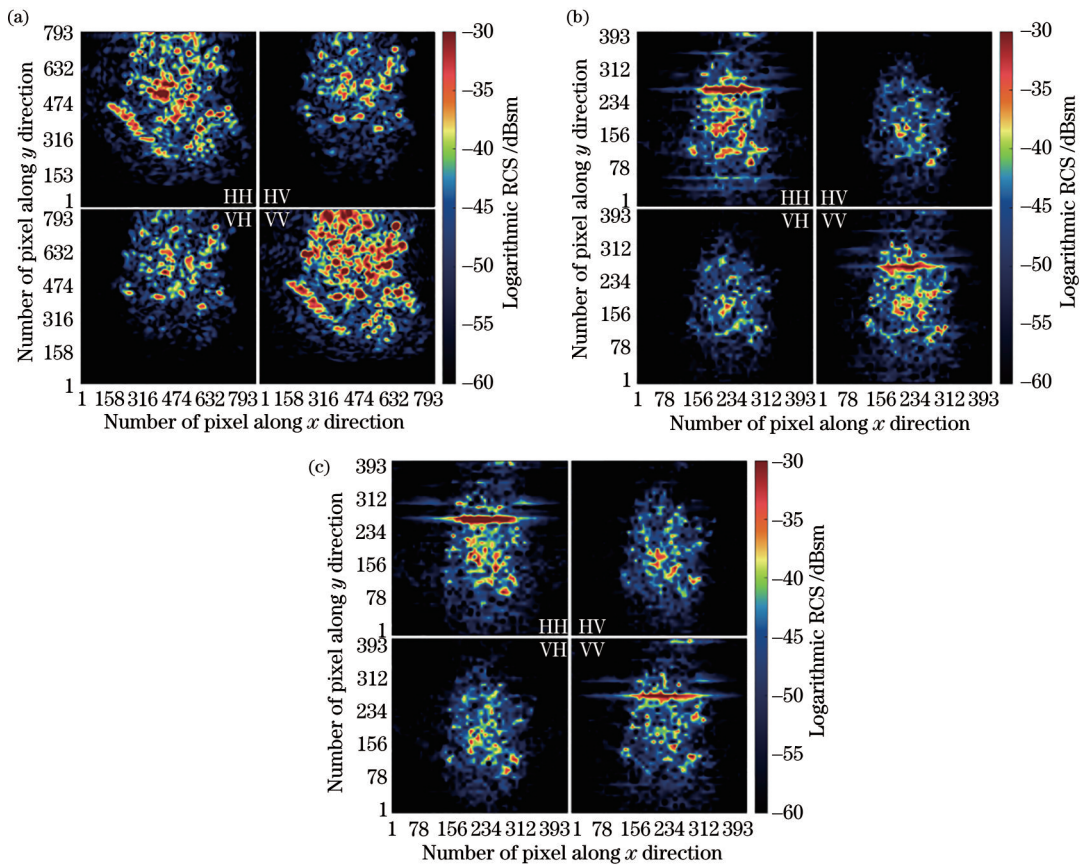 (a)
Number of pixel along y direction
793
632
474
316
153
1
HH
HV
793
632
474
316
158
1
VH
VV
1 158 316 474 632 793
1 158 316 474 632 793
Number of pixel along x direction
−30
−35
−40
−45
−50
−55
−60
Logarithmic RCS /dBsm
(b)
Number of pixel along y direction
393
312
234
156
78
1
HH
HV
393
312
234
156
78
1
VH
VV
1 78 156 234 312 393
1 78 156 234 312 393
Number of pixel along x direction
−30
−35
−40
−45
−50
−55
−60
Logarithmic RCS /dBsm
(c)
Number of pixel along y direction
393
312
234
156
78
1
HH
HV
393
312
234
156
78
1
VH
VV
1 78 156 234 312 393
1 78 156 234 312 393
Number of pixel along x direction
−30
−35
−40
−45
−50
−55
−60
Logarithmic RCS /dBsm